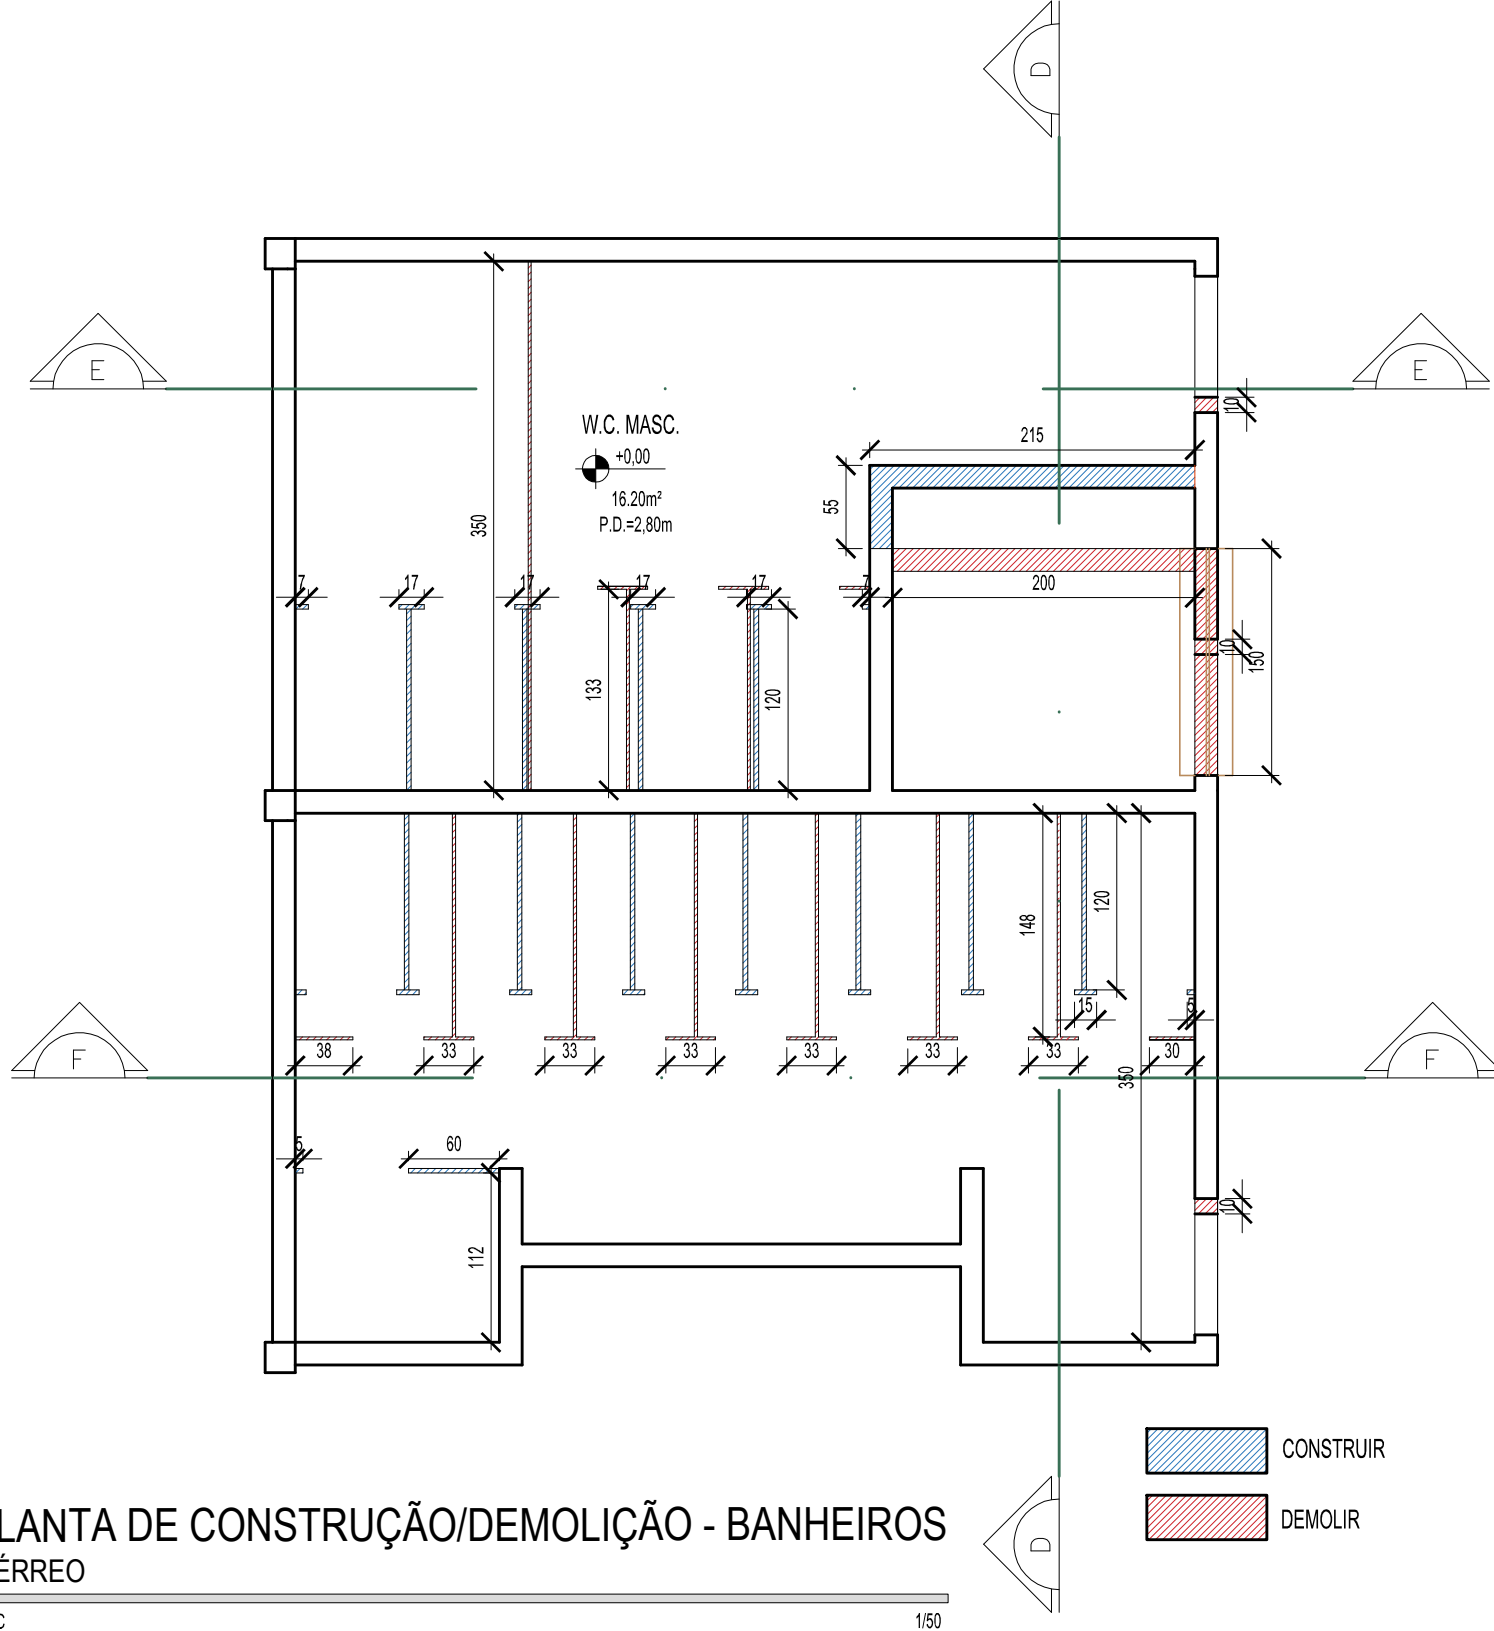 D
E
E
W.C. MASC.
+0,00
16.20m²
P.D.=2,80m
10
215
55
350
200
7
17
17
17
17
7
10
150
133
120
148
120
15
5
38
33
33
33
33
33
33
30
F
F
350
5
60
112
10
CONSTRUIR
DEMOLIR
LANTA DE CONSTRUÇÃO/DEMOLIÇÃO - BANHEIROS
ÉRREO
C
1/50
D